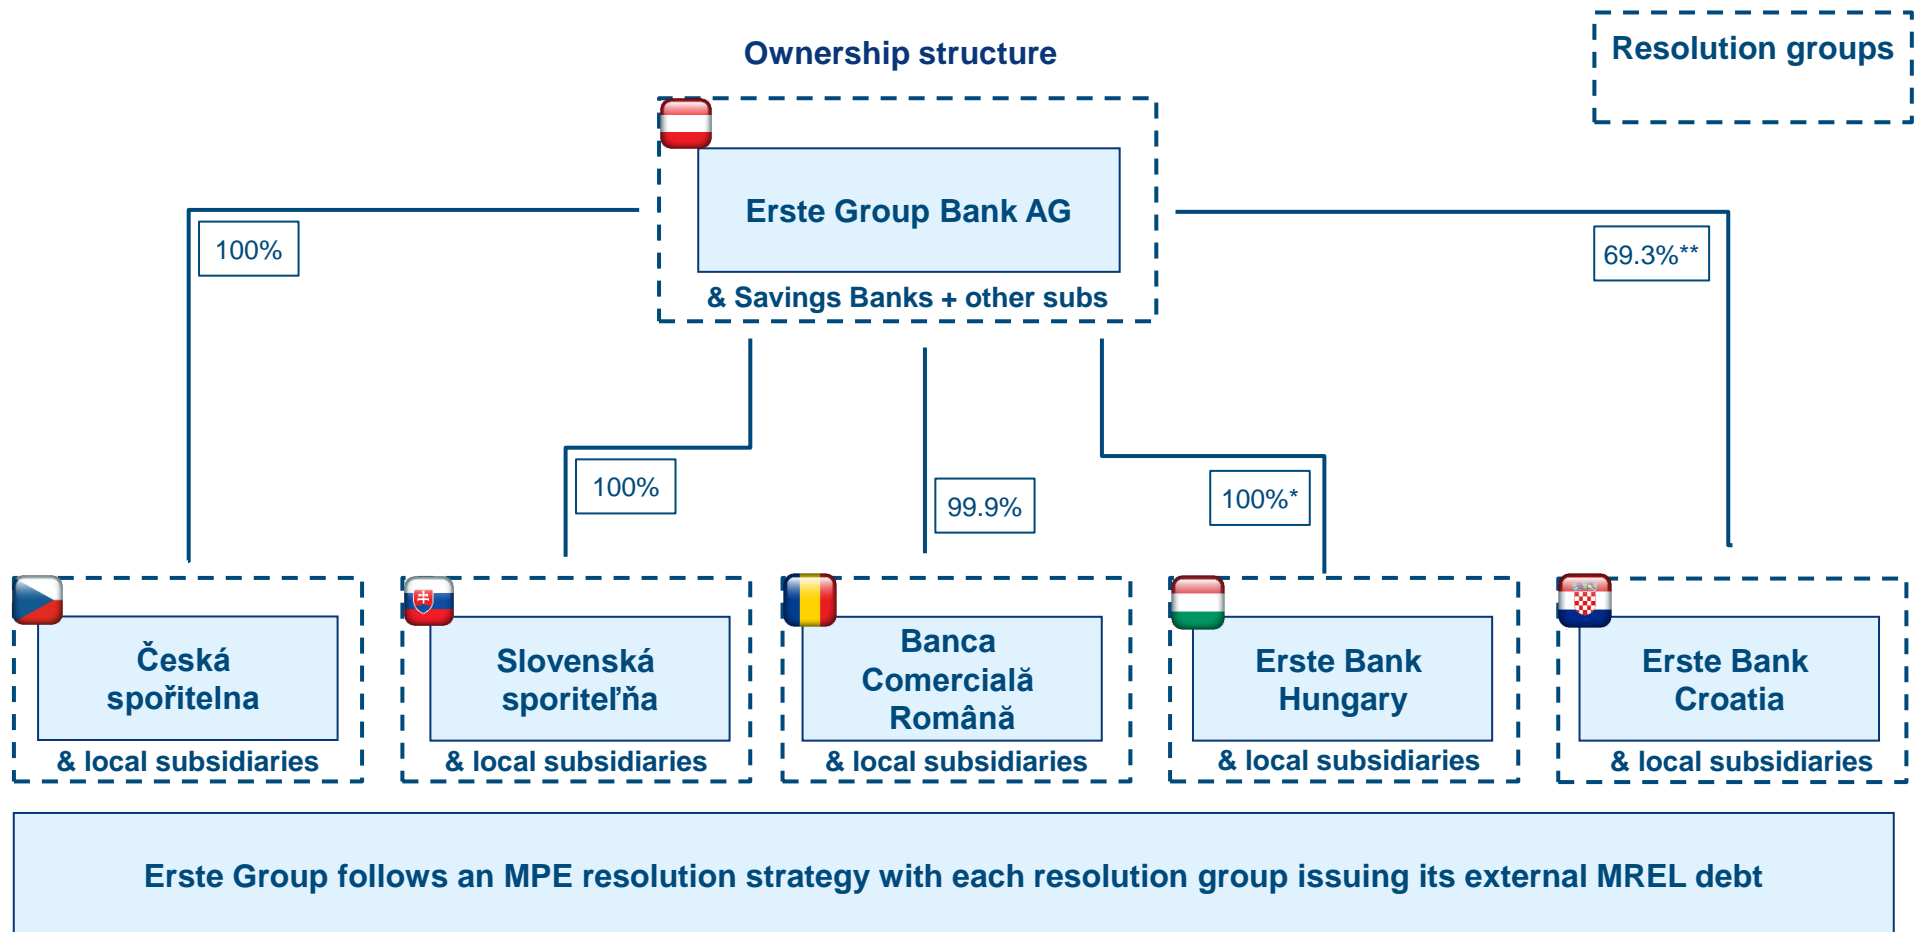 Ownership structure
Resolution groups
Erste Group Bank AG
& Savings Banks + other subs
100%
69.3%**
100%
99.9%
100%*
Česká
spořitelna
& local subsidiaries
Slovenská
sporiteľňa
& local subsidiaries
Banca
Comercială
Română
& local subsidiaries
Erste Bank
Hungary
& local subsidiaries
Erste Bank
Croatia
& local subsidiaries
Erste Group follows an MPE resolution strategy with each resolution group issuing its external MREL debt